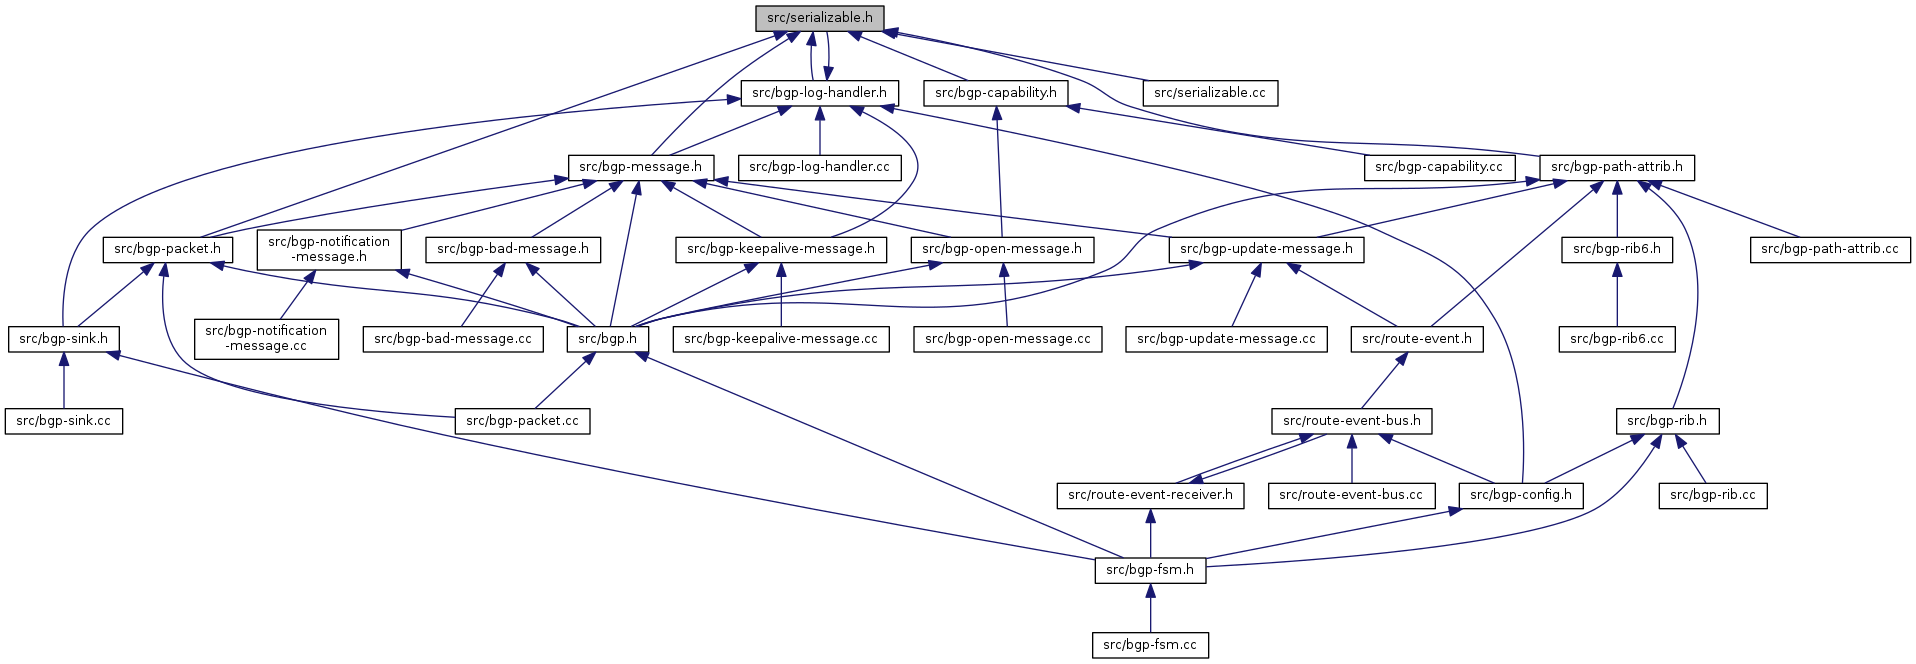 src/serializable.h
src/bgp-log-handler.h
src/bgp-capability.h
src/serializable.cc
src/bgp-message.h
src/bgp-log-handler.cc
src/bgp-capability.cc
src/bgp-path-attrib.h
src/bgp-packet.h
src/bgp-notification
-message.h
src/bgp-bad-message.h
src/bgp-keepalive-message.h
src/bgp-open-message.h
src/bgp-update-message.h
src/bgp-rib6.h
src/bgp-path-attrib.cc
src/bgp-sink.h
src/bgp-notification
-message.cc
src/bgp-bad-message.cc
src/bgp.h
src/bgp-keepalive-message.cc
src/bgp-open-message.cc
src/bgp-update-message.cc
src/route-event.h
src/bgp-rib6.cc
src/bgp-sink.cc
src/bgp-packet.cc
src/route-event-bus.h
src/bgp-rib.h
src/route-event-receiver.h
src/route-event-bus.cc
src/bgp-config.h
src/bgp-rib.cc
src/bgp-fsm.h
src/bgp-fsm.cc